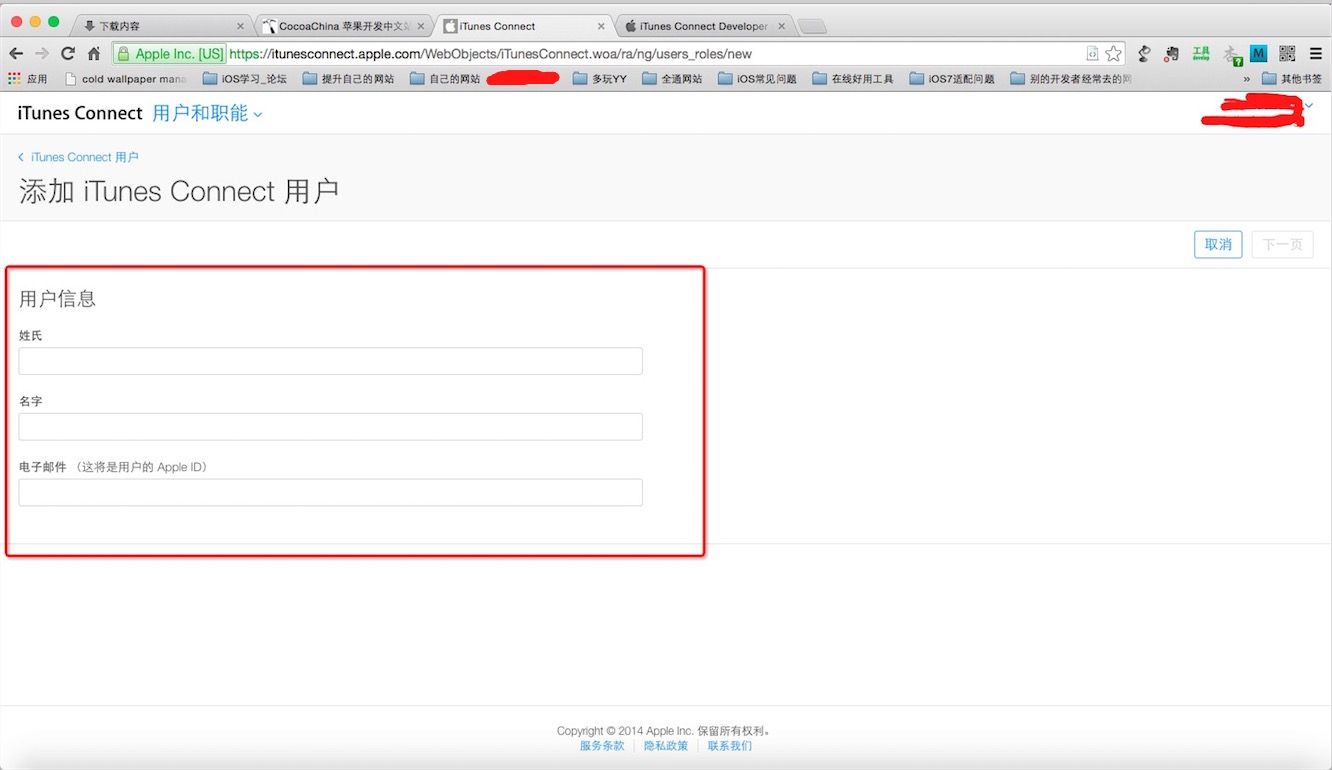 下载内容
CocoaChina 苹果开发中文站
iTunes Connect
iTunes Connect Developer
Apple Inc. [US] https://itunesconnect.apple.com/WebObjects/iTunesConnect.woa/ra/ng/users_roles/new
工具
M
应用 cold wallpaper mana iOS学习_论坛 提升自己的网站 自己的网站 多玩YY 全通网站 iOS常见问题 在线好用工具 iOS7适配问题 别的开发者经常去的网 » 其他书签
iTunes Connect 用户和职能
iTunes Connect 用户
添加 iTunes Connect 用户
取消 下一页
用户信息
姓氏
名字
电子邮件 （这将是用户的 Apple ID）
Copyright © 2014 Apple Inc. 保留所有权利。
服务条款 隐私政策 联系我们